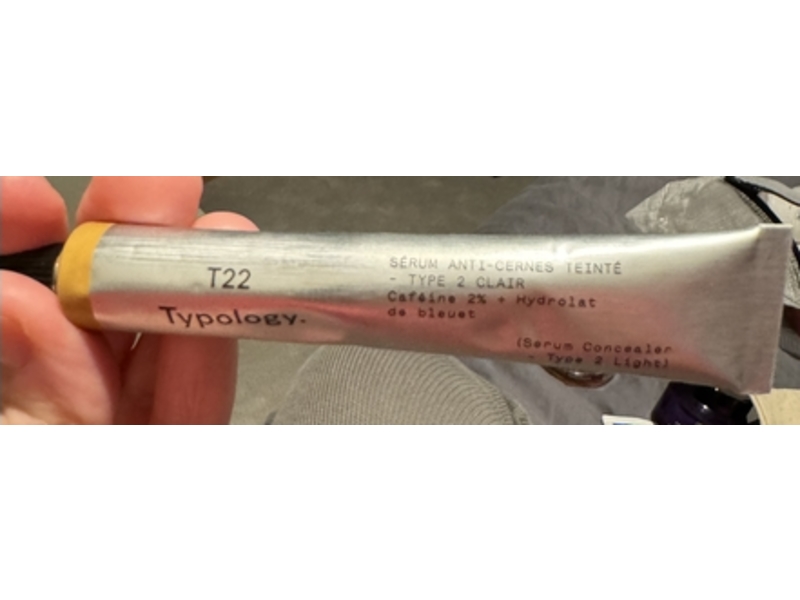 T22
Typology.
SÉRUM ANTI-CERNES TEINTÉ
- TYPE 2 CLAIR
Caféine 2% + Hydrolat
de bleuet
(Serum Concealer
- Type 2 Light)